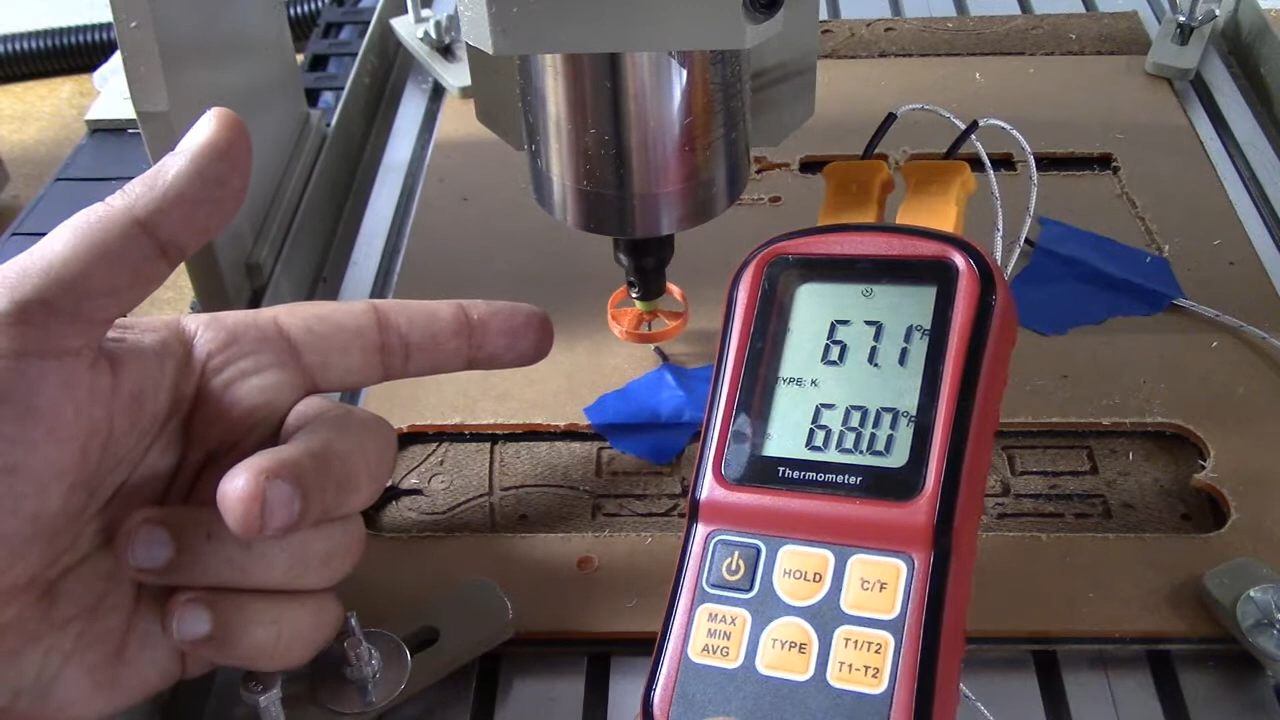 67.1°F
TYPE: K
68.0°F
Thermometer
HOLD
°C/°F
MAX
MIN
AVG
TYPE
T1/T2
T1-T2